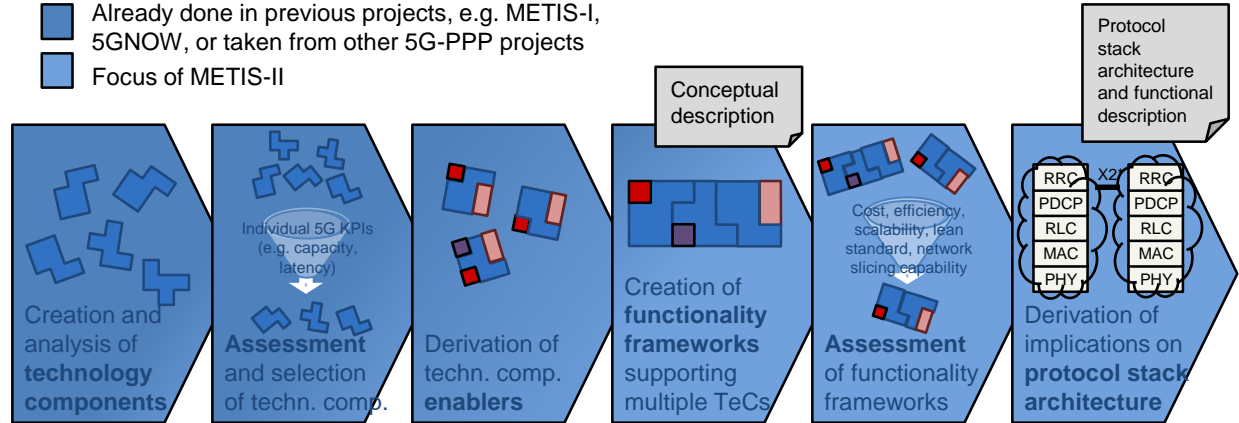 Already done in previous projects, e.g. METIS-I,
5GNOW, or taken from other 5G-PPP projects
Focus of METIS-II
Conceptual
description
Protocol
stack
architecture
and functional
description
Creation and
analysis of
technology
components
Individual 5G KPIs
(e.g. capacity,
latency)
Assessment
and selection
of techn. comp.
Derivation of
techn. comp.
enablers
Creation of
functionality
frameworks
supporting
multiple TeCs
Cost, efficiency,
scalability, lean
standard, network
slicing capability
Assessment
of functionality
frameworks
RRC
PDCP
RLC
MAC
PHY
RRC
PDCP
RLC
MAC
PHY
Derivation of
implications on
protocol stack
architecture